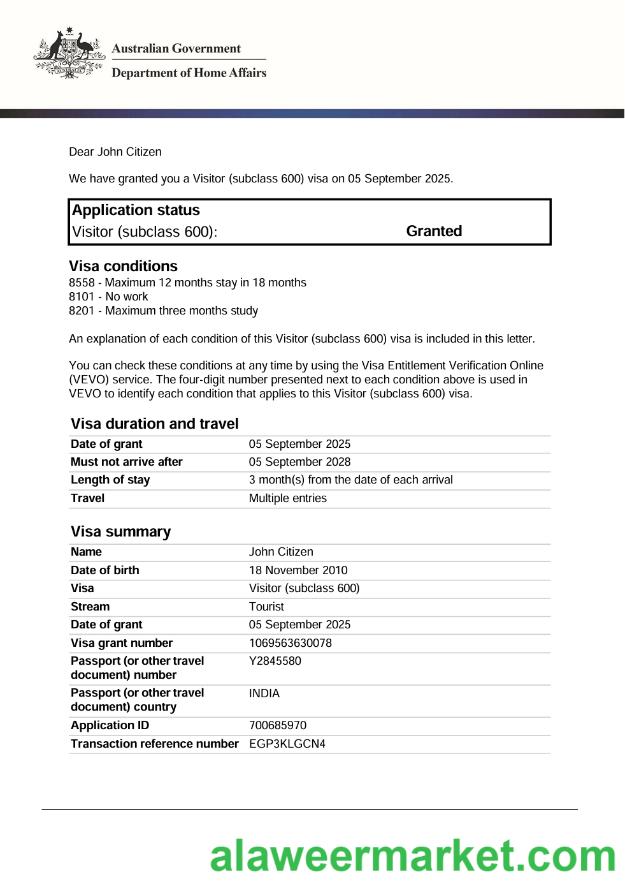 Australian Government
Department of Home Affairs
Dear John Citizen
We have granted you a Visitor (subclass 600) visa on 05 September 2025.
Application status
Visitor (subclass 600): Granted
Visa conditions
8558 - Maximum 12 months stay in 18 months
8101 - No work
8201 - Maximum three months study
An explanation of each condition of this Visitor (subclass 600) visa is included in this letter.
You can check these conditions at any time by using the Visa Entitlement Verification Online
(VEVO) service. The four-digit number presented next to each condition above is used in
VEVO to identify each condition that applies to this Visitor (subclass 600) visa.
Visa duration and travel
Date of grant 05 September 2025
Must not arrive after 05 September 2028
Length of stay 3 month(s) from the date of each arrival
Travel Multiple entries
Visa summary
Name John Citizen
Date of birth 18 November 2010
Visa Visitor (subclass 600)
Stream Tourist
Date of grant 05 September 2025
Visa grant number 1069563630078
Passport (or other travel Y2845580
document) number
Passport (or other travel INDIA
document) country
Application ID 700685970
Transaction reference number EGP3KLGCN4
alaweermarket.com